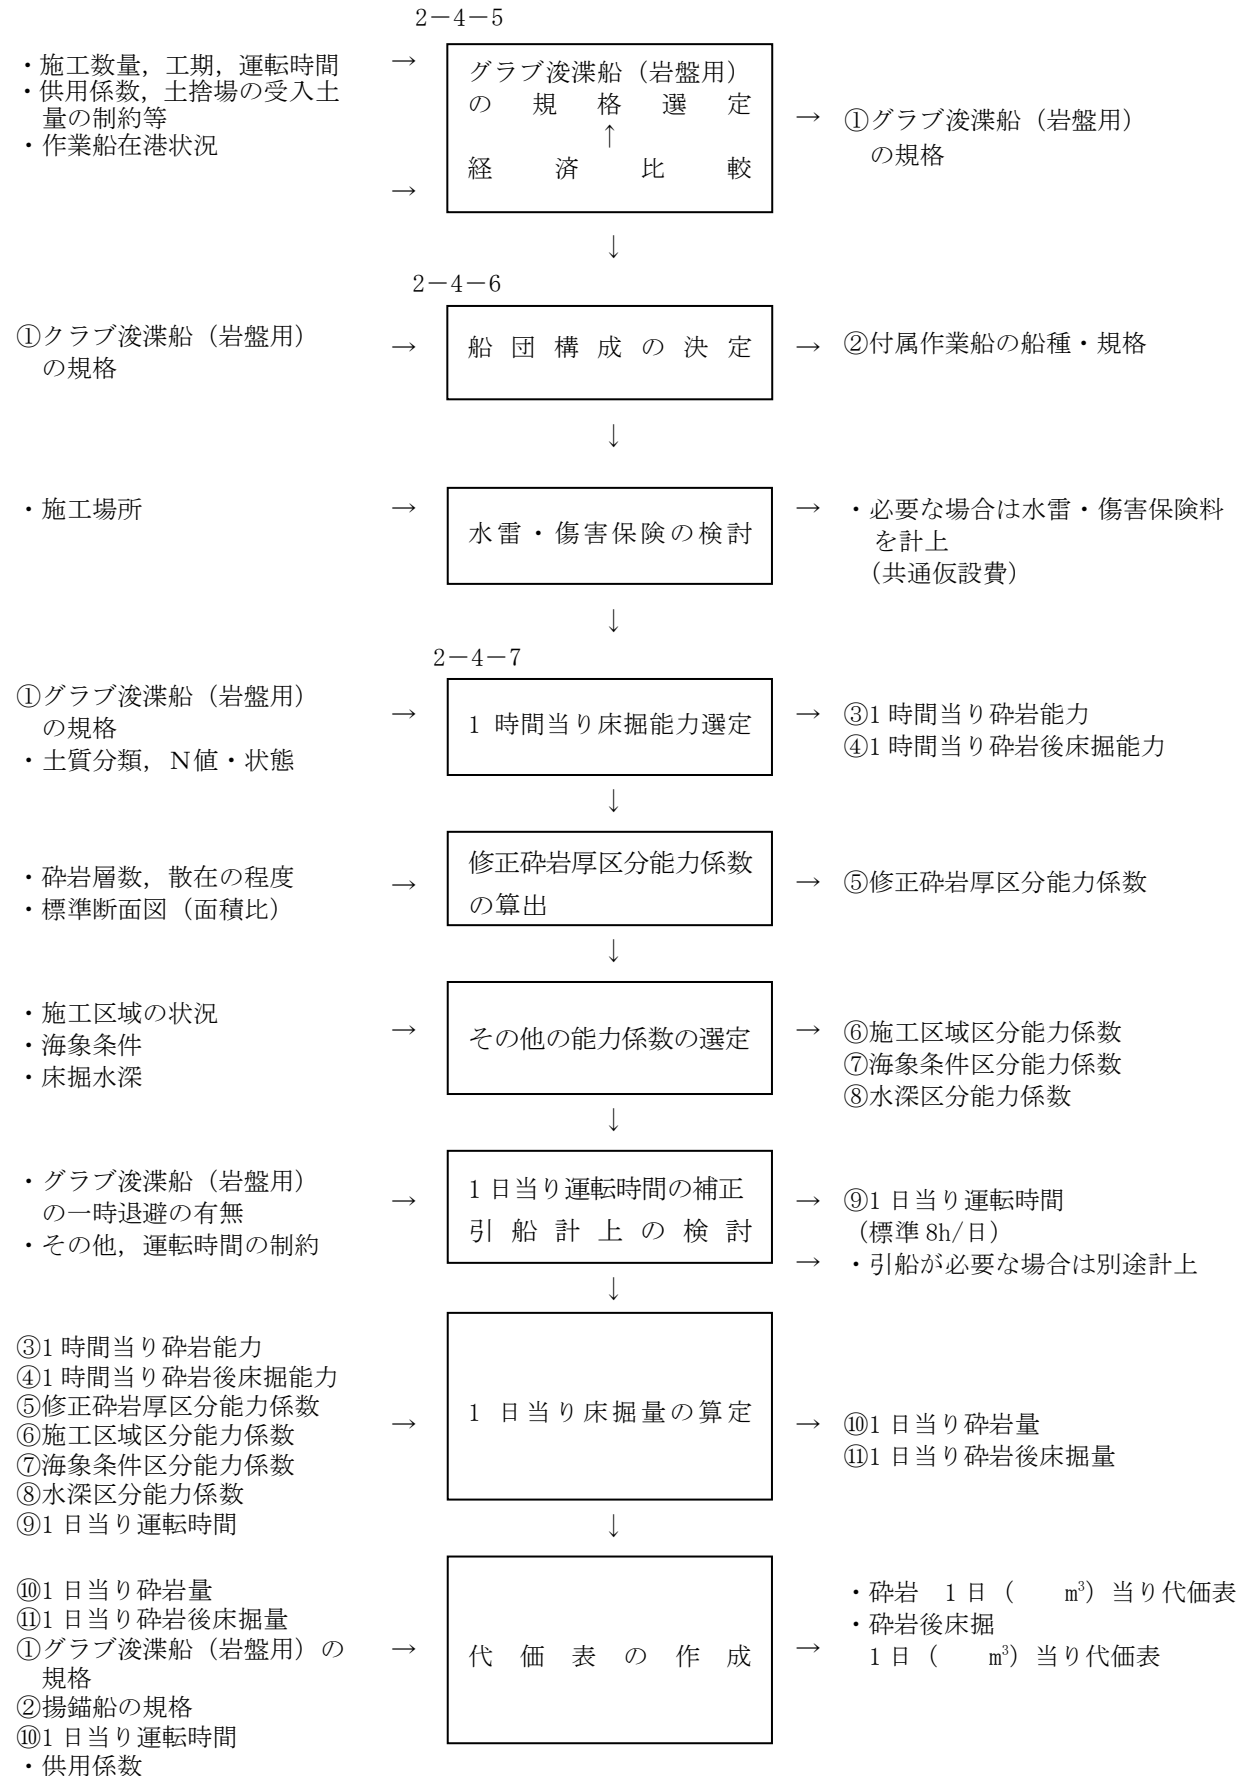 2－4－5
・施工数量，工期，運転時間
・供用係数，土捨場の受入土
量の制約等
・作業船在港状況
→
→
グラブ浚渫船（岩盤用）
の規格選定
↑
経済比較
→
①グラブ浚渫船（岩盤用）
の規格
↓
2－4－6
①クラブ浚渫船（岩盤用）
の規格
→
船団構成の決定
→
②付属作業船の船種・規格
↓
・施工場所
→
水雷・傷害保険の検討
→
・必要な場合は水雷・傷害保険料
を計上
（共通仮設費）
↓
2－4－7
①グラブ浚渫船（岩盤用）
の規格
・土質分類，Ｎ値・状態
→
1 時間当り床掘能力選定
→
③1 時間当り砕岩能力
④1 時間当り砕岩後床掘能力
↓
・砕岩層数，散在の程度
・標準断面図（面積比）
→
修正砕岩厚区分能力係数
の算出
→
⑤修正砕岩厚区分能力係数
↓
・施工区域の状況
・海象条件
・床掘水深
→
その他の能力係数の選定
→
⑥施工区域区分能力係数
⑦海象条件区分能力係数
⑧水深区分能力係数
↓
・グラブ浚渫船（岩盤用）
の一時退避の有無
・その他，運転時間の制約
→
1 日当り運転時間の補正
引船計上の検討
→
⑨1 日当り運転時間
（標準 8h/日）
→
・引船が必要な場合は別途計上
↓
③1 時間当り砕岩能力
④1 時間当り砕岩後床掘能力
⑤修正砕岩厚区分能力係数
⑥施工区域区分能力係数
⑦海象条件区分能力係数
⑧水深区分能力係数
⑨1 日当り運転時間
→
1 日当り床掘量の算定
→
⑩1 日当り砕岩量
⑪1 日当り砕岩後床掘量
↓
⑩1 日当り砕岩量
⑪1 日当り砕岩後床掘量
①グラブ浚渫船（岩盤用）の
規格
②揚錨船の規格
⑩1 日当り運転時間
・供用係数
→
代価表の作成
→
・砕岩　1 日（　　m³）当り代価表
・砕岩後床掘
1 日（　　m³）当り代価表